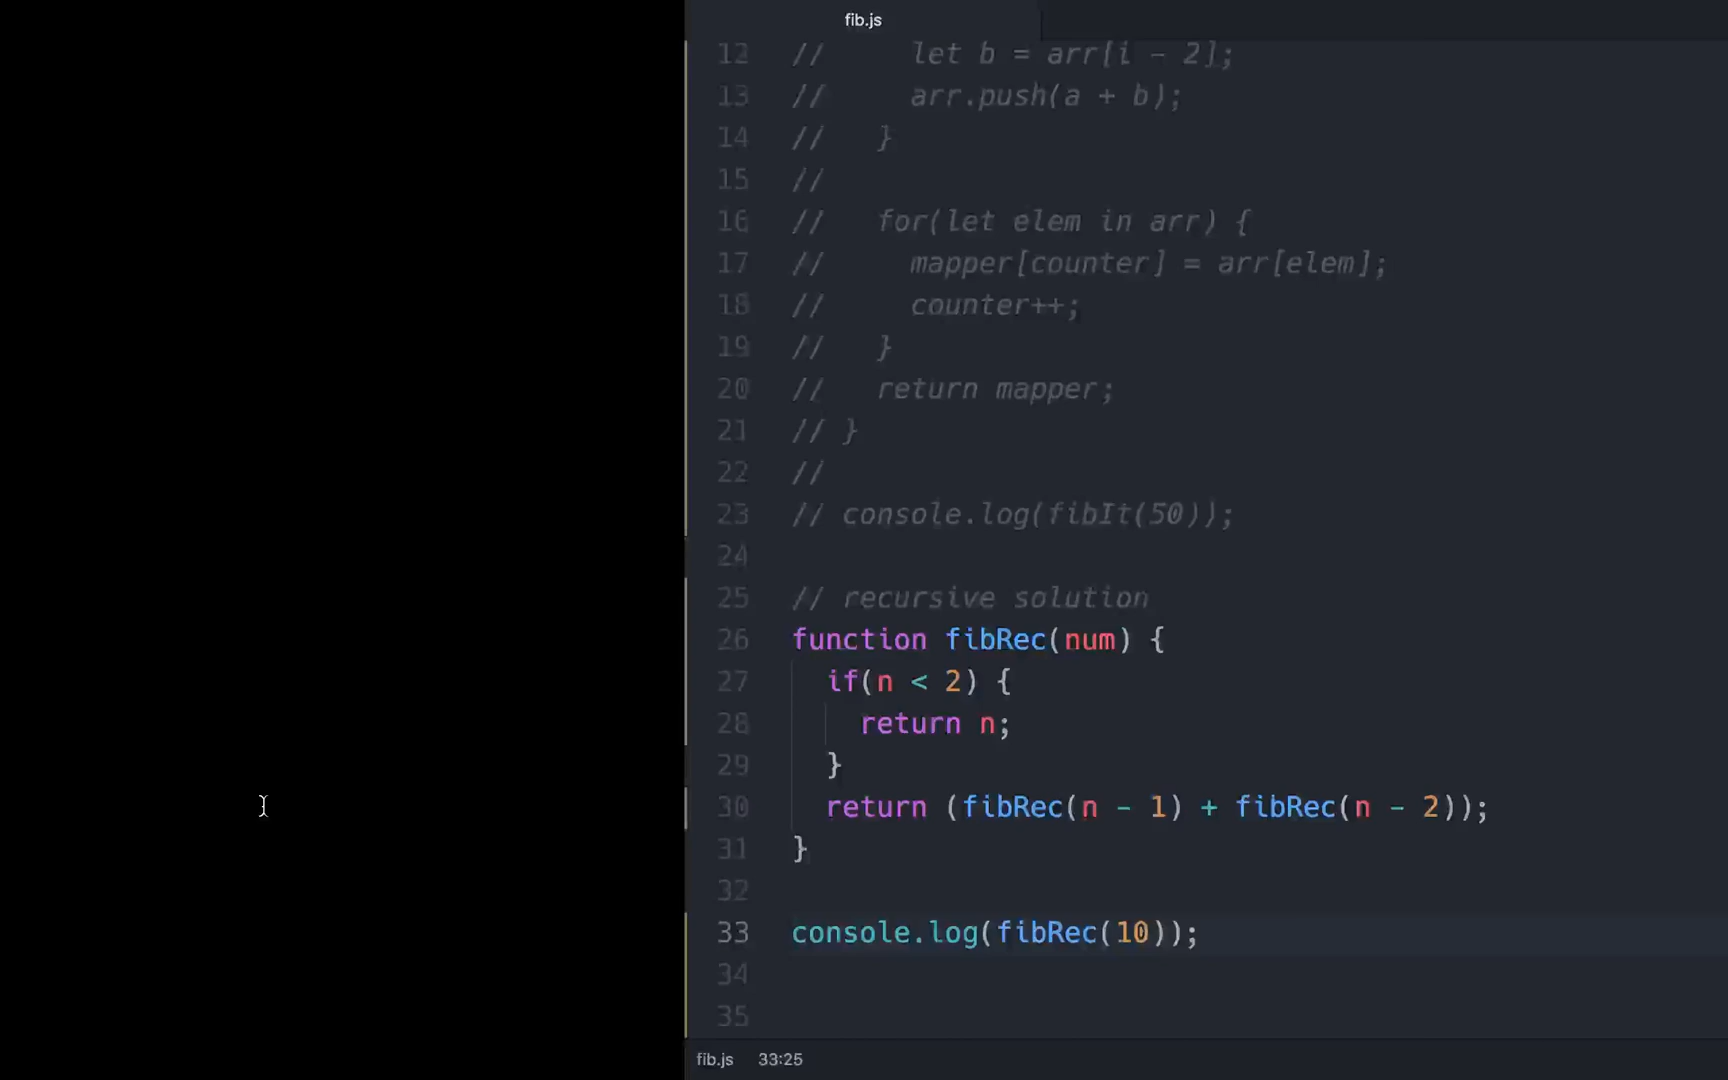 fib.js
12 //     let b = arr[i - 2];
13 //     arr.push(a + b);
14 //   }
15 //
16 //   for(let elem in arr) {
17 //     mapper[counter] = arr[elem];
18 //     counter++;
19 //   }
20 //   return mapper;
21 // }
22 //
23 // console.log(fibIt(50));
24
25 // recursive solution
26 function fibRec(num) {
27   if(n < 2) {
28     return n;
29   }
30   return (fibRec(n - 1) + fibRec(n - 2));
31 }
32
33 console.log(fibRec(10));
34
35
fib.js 33:25